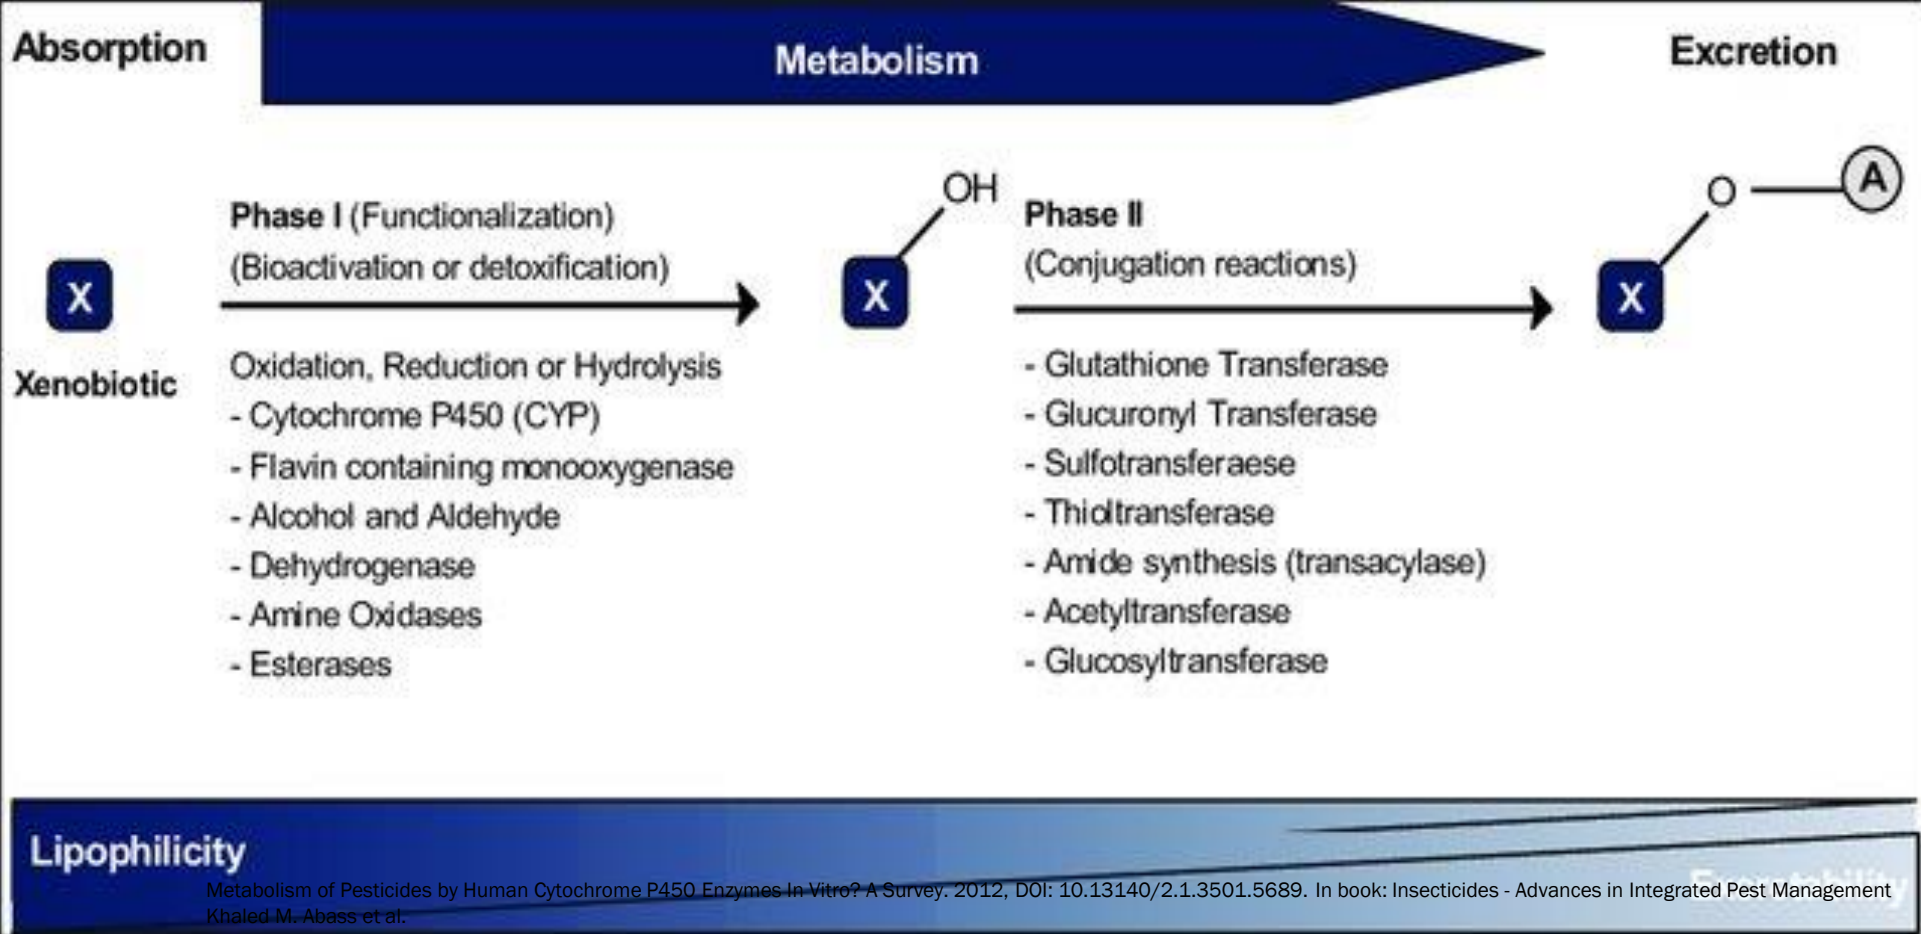 Absorption
Metabolism
Excretion
Phase I (Functionalization)
(Bioactivation or detoxification)
X
Xenobiotic
Oxidation, Reduction or Hydrolysis
- Cytochrome P450 (CYP)
- Flavin containing monooxygenase
- Alcohol and Aldehyde
- Dehydrogenase
- Amine Oxidases
- Esterases
OH
X
Phase II
(Conjugation reactions)
- Glutathione Transferase
- Glucuronyl Transferase
- Sulfotransferaese
- Thioltransferase
- Amide synthesis (transacylase)
- Acetyltransferase
- Glucosyltransferase
O
A
X
Lipophilicity
Metabolism of Pesticides by Human Cytochrome P450 Enzymes In Vitro? A Survey. 2012, DOI: 10.13140/2.1.3501.5689. In book: Insecticides - Advances in Integrated Pest Management
Khaled M. Abass et al.